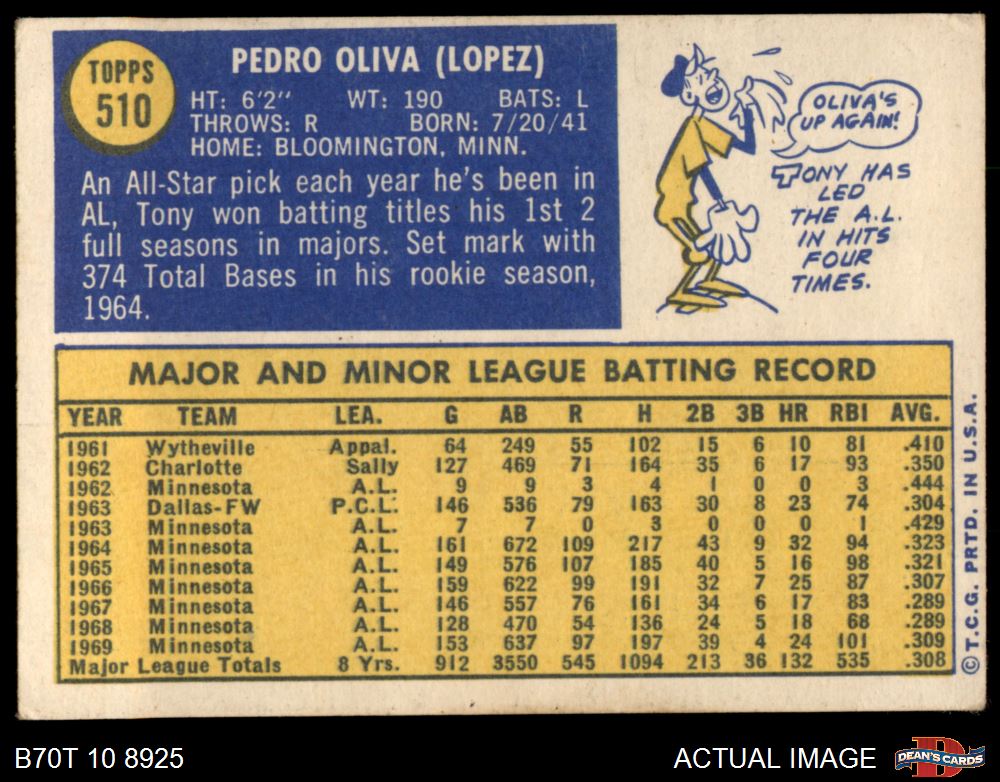 TOPPS
510
PEDRO OLIVA (LOPEZ)
HT: 6'2" WT: 190 BATS: L
THROWS: R BORN: 7/20/41
HOME: BLOOMINGTON, MINN.
An All-Star pick each year he's been in
AL, Tony won batting titles his 1st 2
full seasons in majors. Set mark with
374 Total Bases in his rookie season,
1964.
OLIVA'S
UP AGAIN!
TONY HAS
LED
THE A.L.
IN HITS
FOUR
TIMES.
MAJOR AND MINOR LEAGUE BATTING RECORD
YEAR TEAM LEA. G AB R H 2B 3B HR RBI AVG.
1961 Wytheville Appal. 64 249 55 102 15 6 10 81 .410
1962 Charlotte Sally 127 469 71 164 35 6 17 93 .350
1962 Minnesota A.L. 9 9 3 4 1 0 0 3 .444
1963 Dallas-FW P.C.L. 146 536 79 163 30 8 23 74 .304
1963 Minnesota A.L. 7 7 0 3 0 0 0 1 .429
1964 Minnesota A.L. 161 672 109 217 43 9 32 94 .323
1965 Minnesota A.L. 149 576 107 185 40 5 16 98 .321
1966 Minnesota A.L. 159 622 99 191 32 7 25 87 .307
1967 Minnesota A.L. 146 557 76 161 34 6 17 83 .289
1968 Minnesota A.L. 128 470 54 136 24 5 18 68 .289
1969 Minnesota A.L. 153 637 97 197 39 4 24 101 .309
Major League Totals 8 Yrs. 912 3550 545 1094 213 36 132 535 .308
© T.C.G. PRTD. IN U.S.A.
B70T 10 8925
ACTUAL IMAGE
D
DEAN'S CARDS